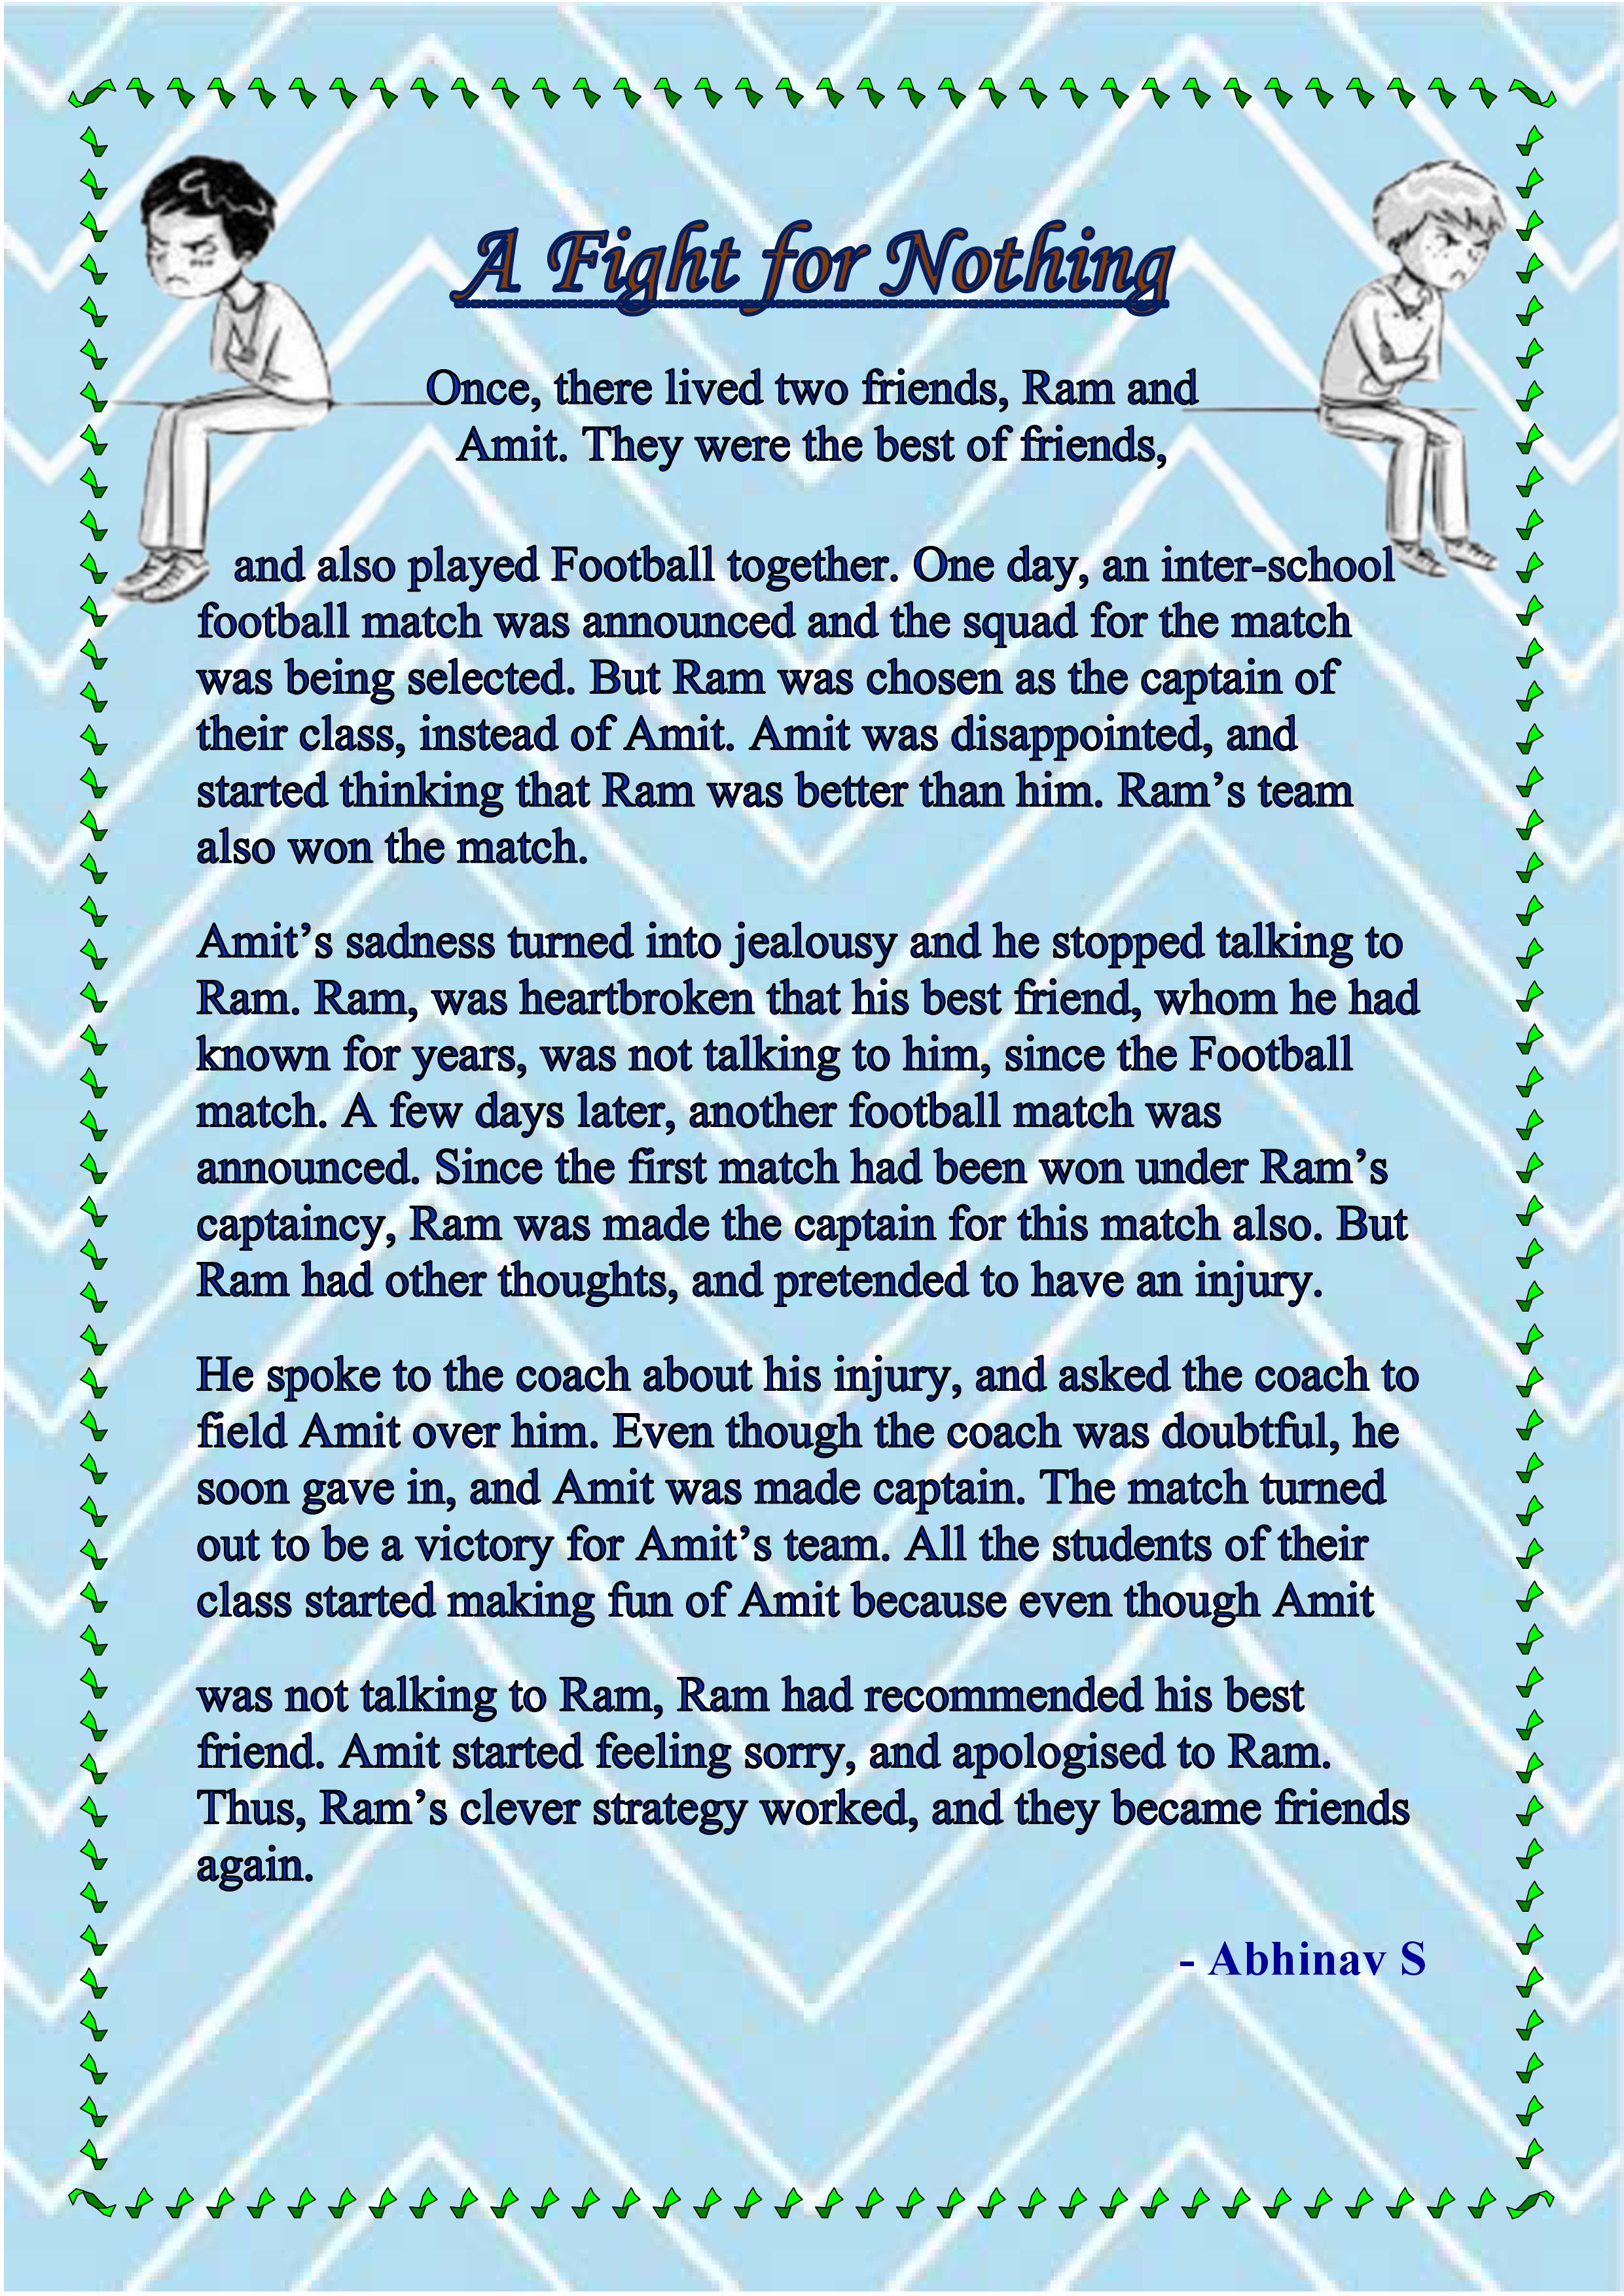 A Fight for Nothing
Once, there lived two friends, Ram and
Amit. They were the best of friends,
and also played Football together. One day, an inter-school
football match was announced and the squad for the match
was being selected. But Ram was chosen as the captain of
their class, instead of Amit. Amit was disappointed, and
started thinking that Ram was better than him. Ram’s team
also won the match.
Amit’s sadness turned into jealousy and he stopped talking to
Ram. Ram, was heartbroken that his best friend, whom he had
known for years, was not talking to him, since the Football
match. A few days later, another football match was
announced. Since the first match had been won under Ram’s
captaincy, Ram was made the captain for this match also. But
Ram had other thoughts, and pretended to have an injury.
He spoke to the coach about his injury, and asked the coach to
field Amit over him. Even though the coach was doubtful, he
soon gave in, and Amit was made captain. The match turned
out to be a victory for Amit’s team. All the students of their
class started making fun of Amit because even though Amit
was not talking to Ram, Ram had recommended his best
friend. Amit started feeling sorry, and apologised to Ram.
Thus, Ram’s clever strategy worked, and they became friends
again.
- Abhinav S